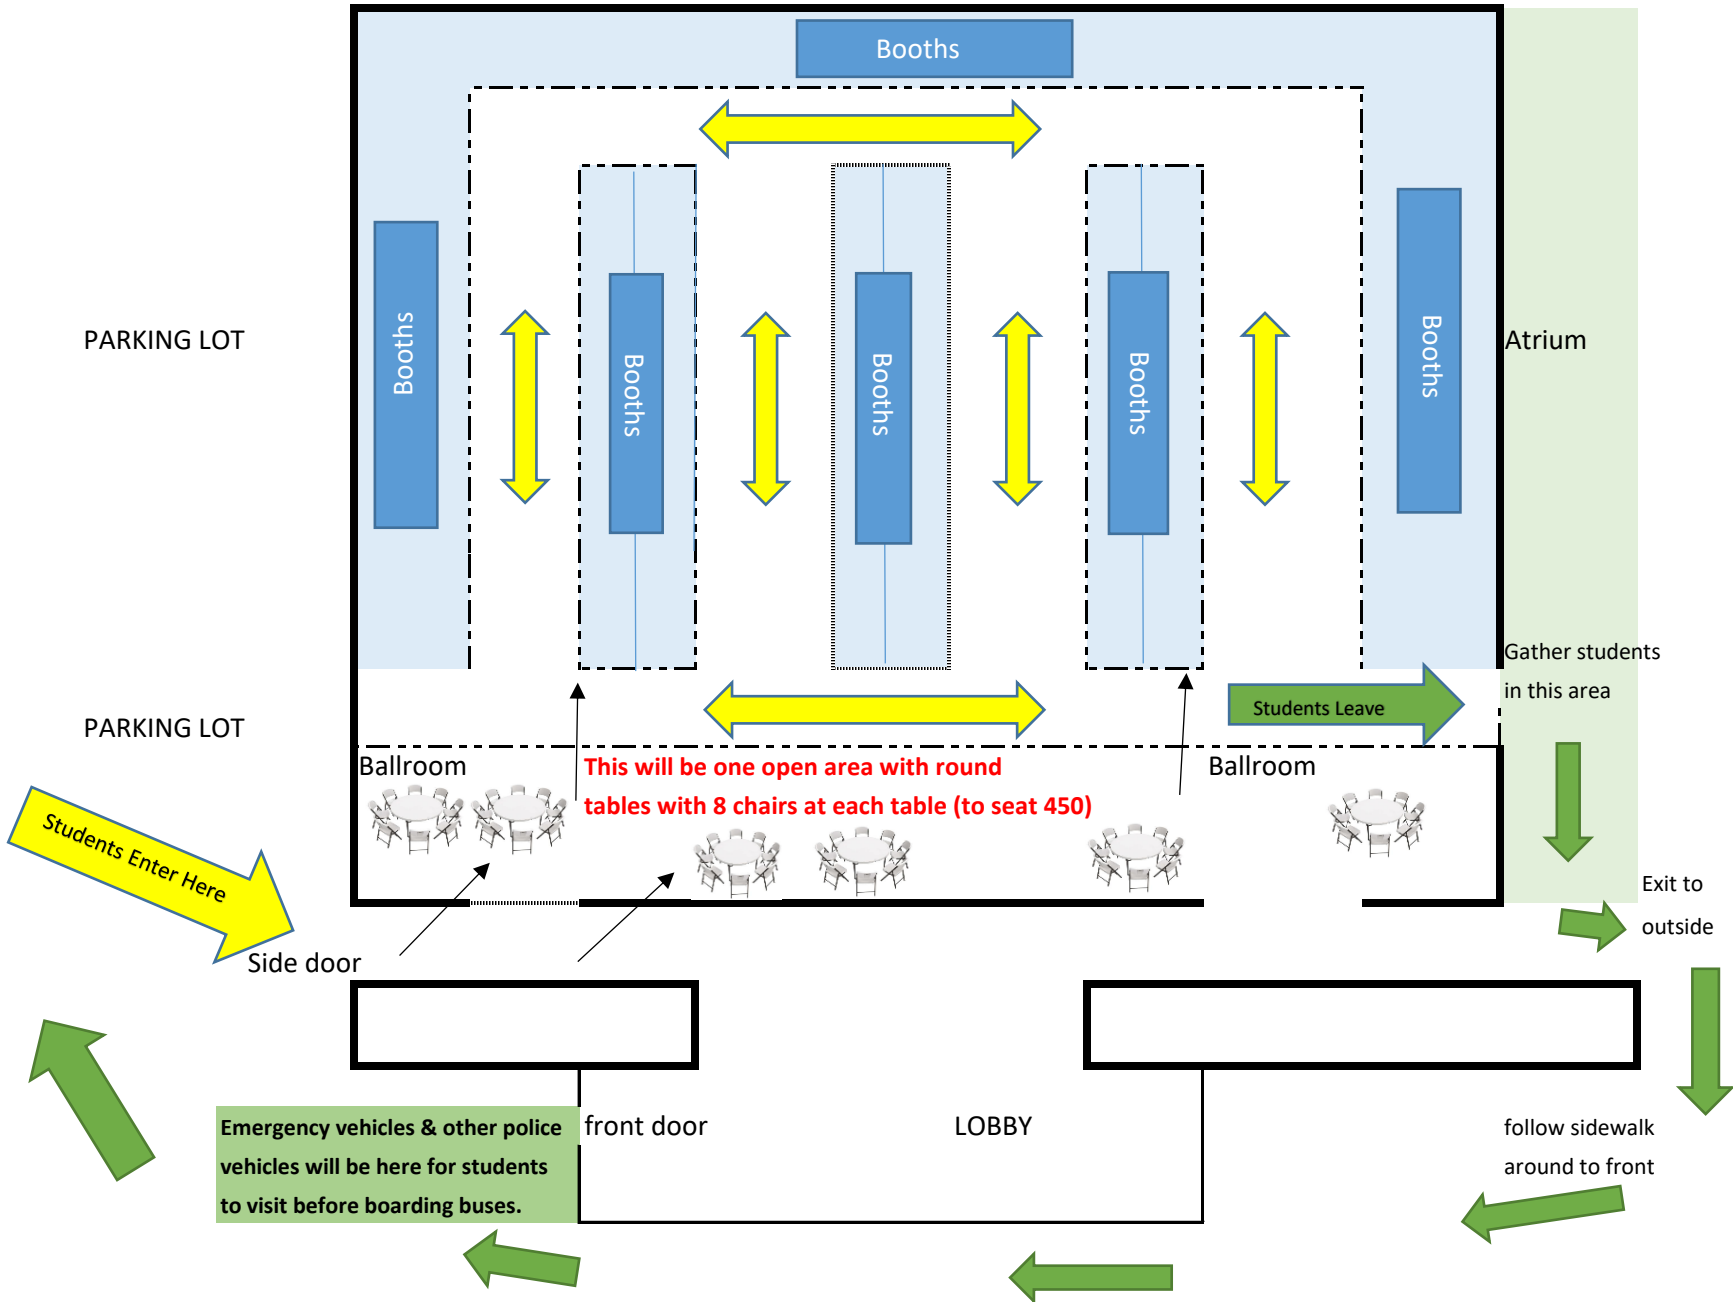 Booths
Booths
Booths
Booths
Booths
Booths
PARKING LOT
Atrium
Gather students
in this area
Students Leave
PARKING LOT
Ballroom
This will be one open area with round
tables with 8 chairs at each table (to seat 450)
Ballroom
Students Enter Here
Exit to
outside
Side door
Emergency vehicles & other police
vehicles will be here for students
to visit before boarding buses.
front door
LOBBY
follow sidewalk
around to front